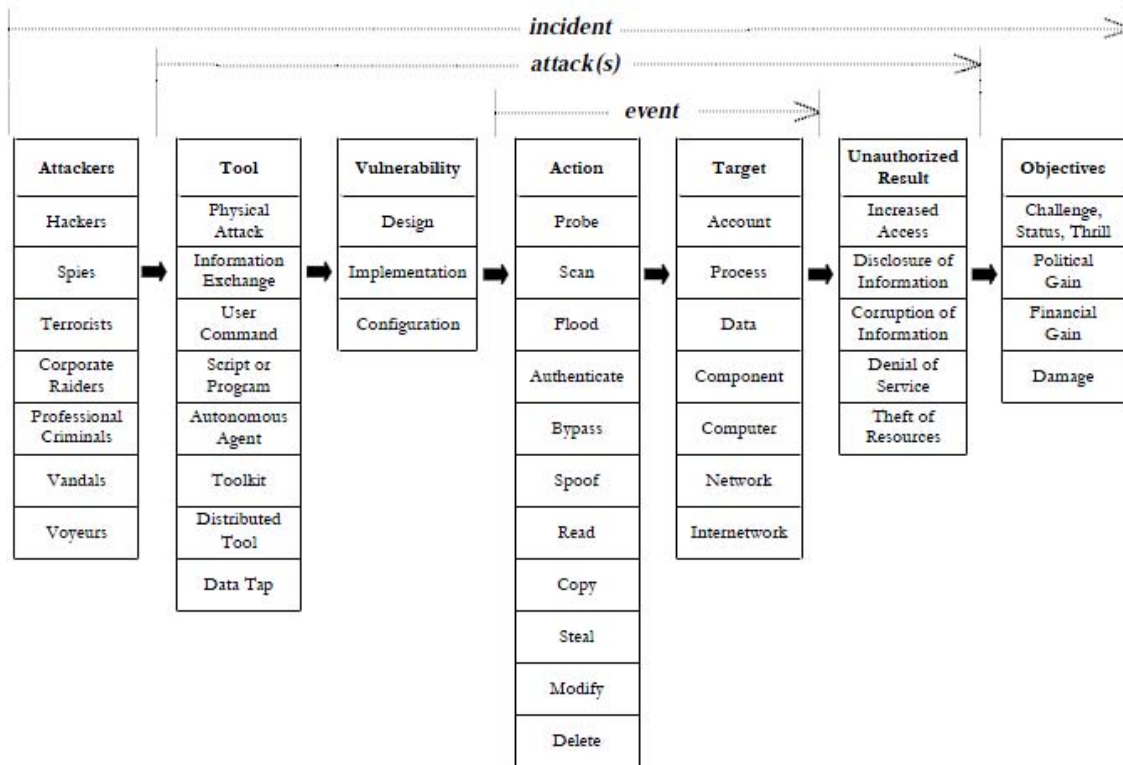 incident
attack(s)
event
Attackers
Hackers
Spies
Terrorists
Corporate
Raiders
Professional
Criminals
Vandals
Voyeurs
Tool
Physical
Attack
Information
Exchange
User
Command
Script or
Program
Autonomous
Agent
Toolkit
Distributed
Tool
Data Tap
Vulnerability
Design
Implementation
Configuration
Action
Probe
Scan
Flood
Authenticate
Bypass
Spoof
Read
Copy
Steal
Modify
Delete
Target
Account
Process
Data
Component
Computer
Network
Internetwork
Unauthorized
Result
Increased
Access
Disclosure of
Information
Corruption of
Information
Denial of
Service
Theft of
Resources
Objectives
Challenge,
Status, Thrill
Political
Gain
Financial
Gain
Damage